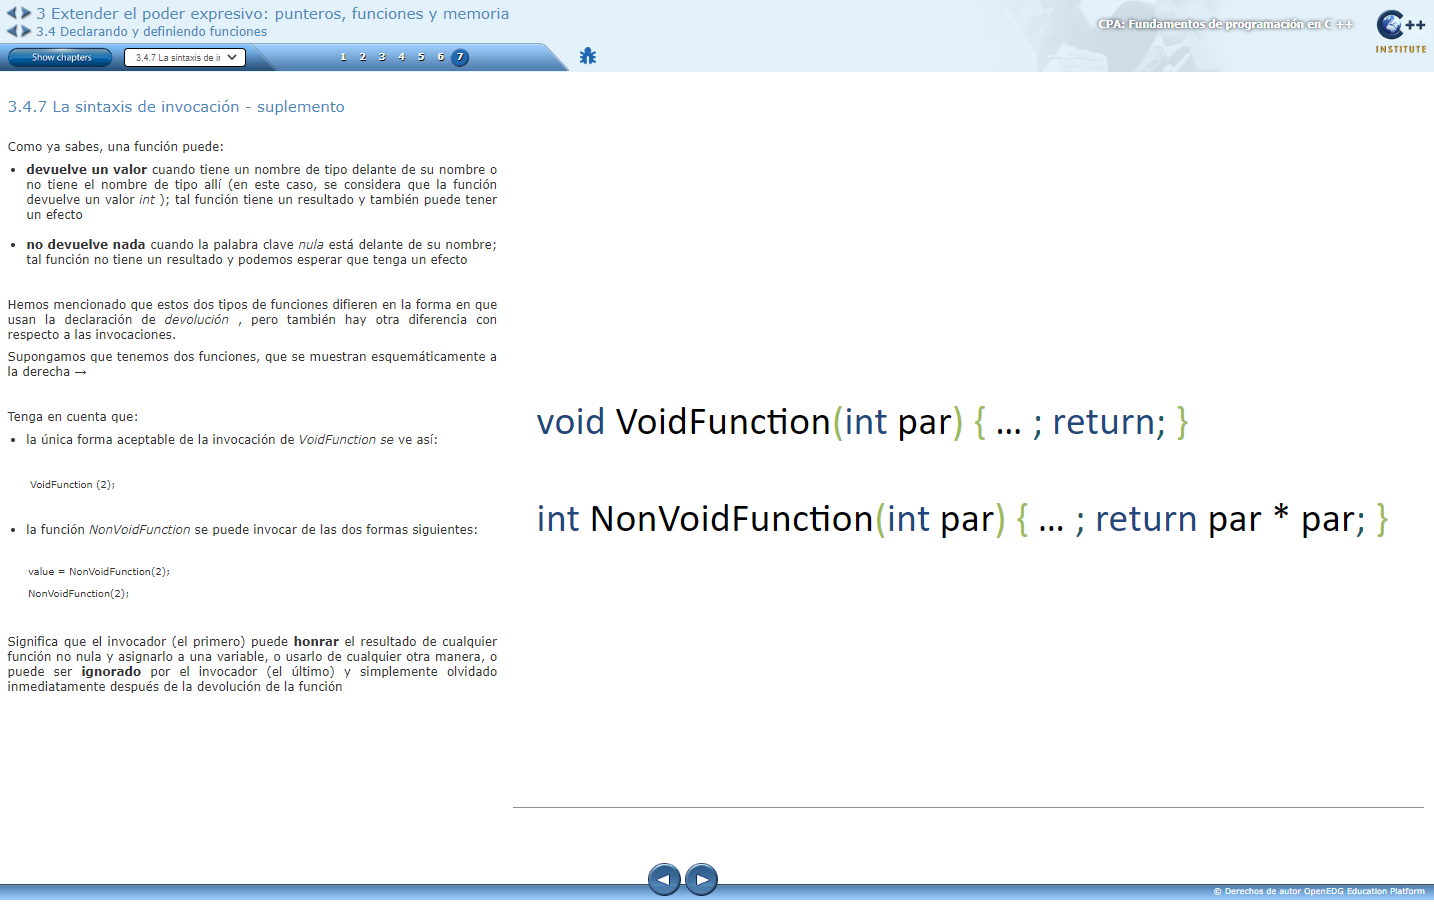 3 Extender el poder expresivo: punteros, funciones y memoria
3.4 Declarando y definiendo funciones
CPA: Fundamentos de programación en C ++
C++
INSTITUTE
Show chapters
3.4.7 La sintaxis de ir
1 2 3 4 5 6 7
3.4.7 La sintaxis de invocación - suplemento
Como ya sabes, una función puede:
• devuelve un valor cuando tiene un nombre de tipo delante de su nombre o
no tiene el nombre de tipo allí (en este caso, se considera que la función
devuelve un valor int ); tal función tiene un resultado y también puede tener
un efecto
• no devuelve nada cuando la palabra clave nula está delante de su nombre;
tal función no tiene un resultado y podemos esperar que tenga un efecto
Hemos mencionado que estos dos tipos de funciones difieren en la forma en que
usan la declaración de devolución , pero también hay otra diferencia con
respecto a las invocaciones.
Supongamos que tenemos dos funciones, que se muestran esquemáticamente a
la derecha →
Tenga en cuenta que:
• la única forma aceptable de la invocación de VoidFunction se ve así:
VoidFunction (2);
• la función NonVoidFunction se puede invocar de las dos formas siguientes:
value = NonVoidFunction(2);
NonVoidFunction(2);
Significa que el invocador (el primero) puede honrar el resultado de cualquier
función no nula y asignarlo a una variable, o usarlo de cualquier otra manera, o
puede ser ignorado por el invocador (el último) y simplemente olvidado
inmediatamente después de la devolución de la función
void VoidFunction(int par) { ... ; return; }
int NonVoidFunction(int par) { ... ; return par * par; }
© Derechos de autor OpenEDG Education Platform